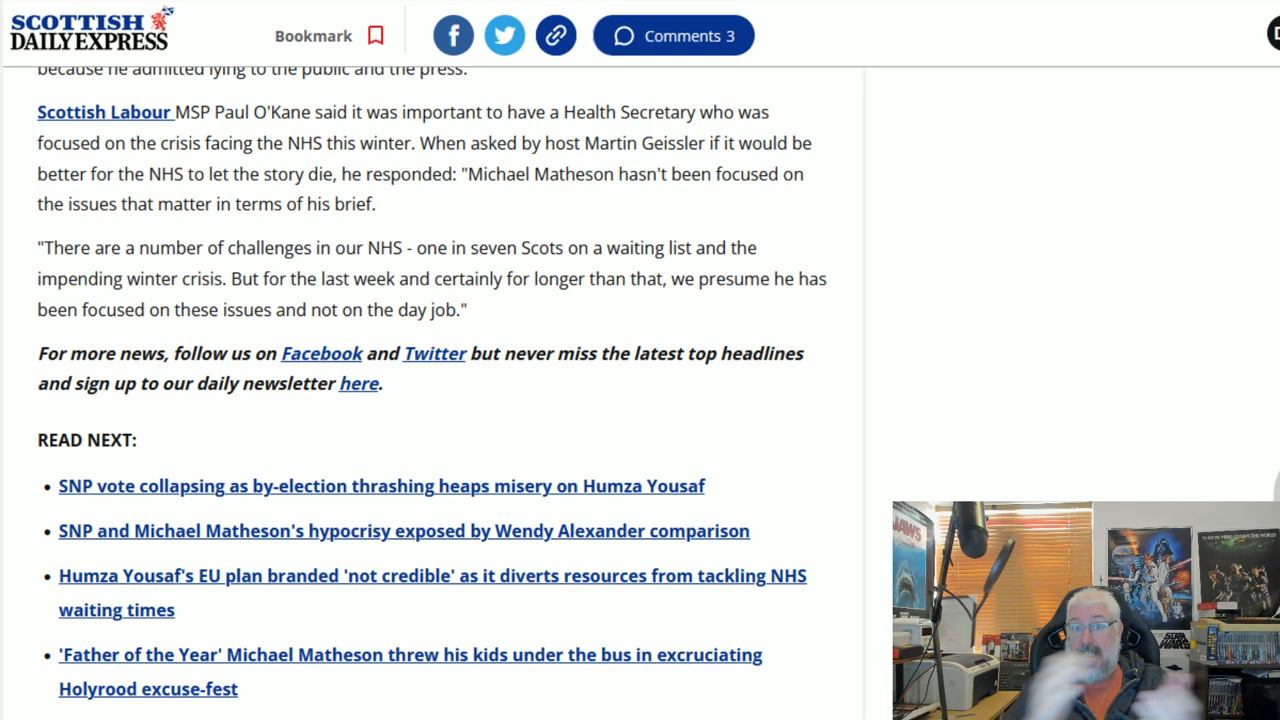 SCOTTISH
DAILY EXPRESS
Bookmark
Comments 3
because he admitted lying to the public and the press.
Scottish Labour MSP Paul O'Kane said it was important to have a Health Secretary who was
focused on the crisis facing the NHS this winter. When asked by host Martin Geissler if it would be
better for the NHS to let the story die, he responded: "Michael Matheson hasn't been focused on
the issues that matter in terms of his brief.
"There are a number of challenges in our NHS - one in seven Scots on a waiting list and the
impending winter crisis. But for the last week and certainly for longer than that, we presume he has
been focused on these issues and not on the day job."
For more news, follow us on Facebook and Twitter but never miss the latest top headlines
and sign up to our daily newsletter here.
READ NEXT:
• SNP vote collapsing as by-election thrashing heaps misery on Humza Yousaf
• SNP and Michael Matheson's hypocrisy exposed by Wendy Alexander comparison
• Humza Yousaf's EU plan branded 'not credible' as it diverts resources from tackling NHS
waiting times
• 'Father of the Year' Michael Matheson threw his kids under the bus in excruciating
Holyrood excuse-fest
JAWS
THEY'RE HERE TO SAVE THE WORLD
STAR
WARS